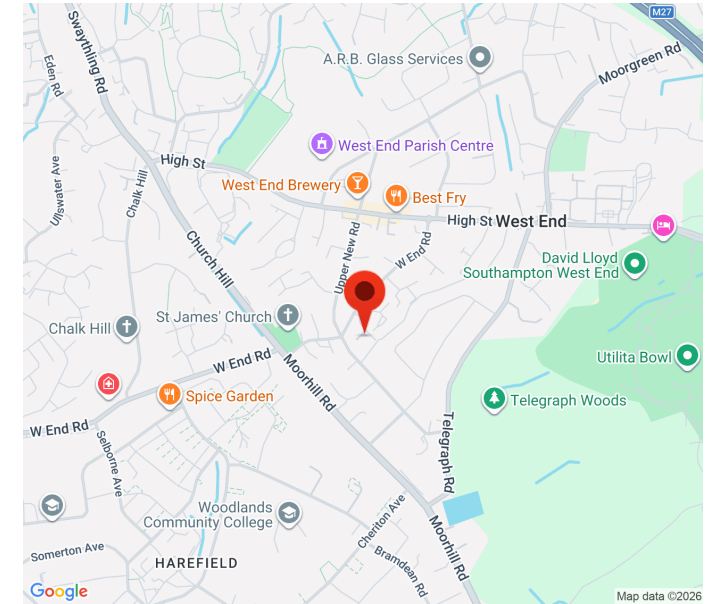 M27
Swaythling Rd
Moorgreen Rd
A.R.B. Glass Services
Eden Rd
West End Parish Centre
High St
Ullswater Ave
Chalk Hill
West End Brewery
Best Fry
High St
West End
Upper New Rd
W End Rd
Church Hill
David Lloyd
Southampton West End
St James' Church
Chalk Hill
W End Rd
Moorhill Rd
Utilita Bowl
Spice Garden
Telegraph Woods
W End Rd
Selborne Ave
Telegraph Rd
Woodlands
Community College
Cheriton Ave
Moorhill Rd
Somerton Ave
HAREFIELD
Bramdean Rd
Google
Map data ©2026